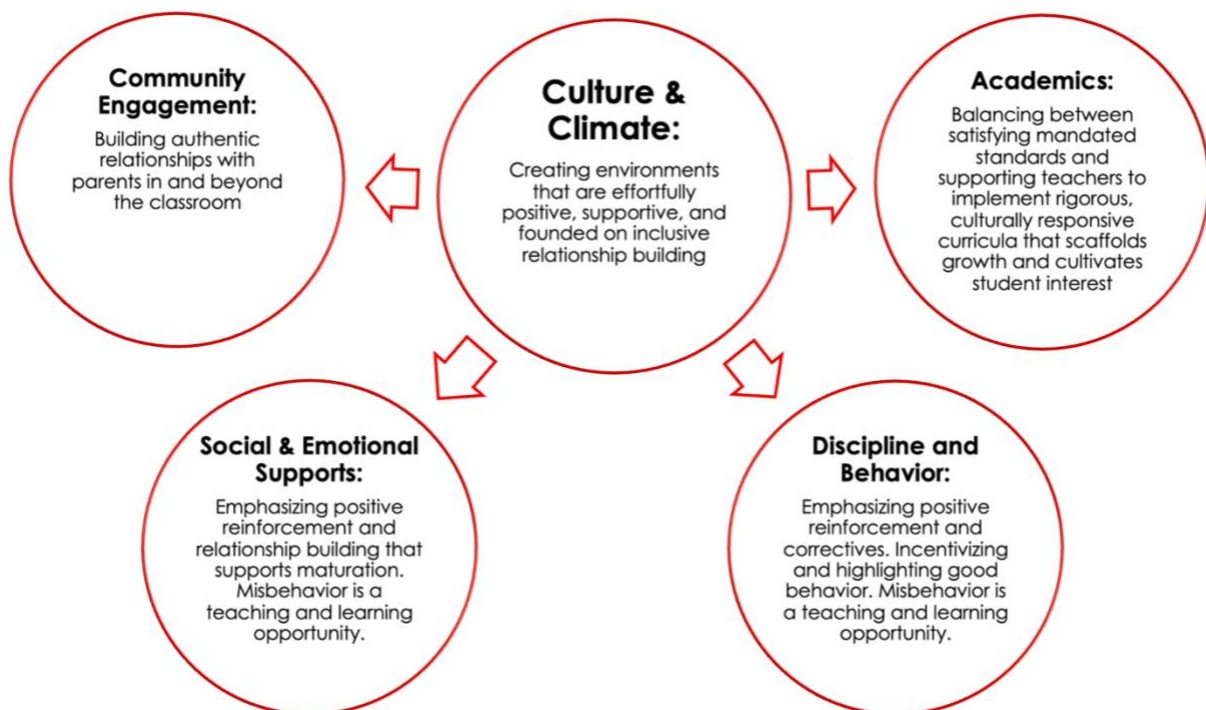 Community
Engagement:
Building authentic
relationships with
parents in and beyond
the classroom
Culture &
Climate:
Creating environments
that are effortfully
positive, supportive, and
founded on inclusive
relationship building
Academics:
Balancing between
satisfying mandated
standards and
supporting teachers to
implement rigorous,
culturally responsive
curricula that scaffolds
growth and cultivates
student interest
Social & Emotional
Supports:
Emphasizing positive
reinforcement and
relationship building that
supports maturation.
Misbehavior is a
teaching and learning
opportunity.
Discipline and
Behavior:
Emphasizing positive
reinforcement and
correctives. Incentivizing
and highlighting good
behavior. Misbehavior is
a teaching and learning
opportunity.